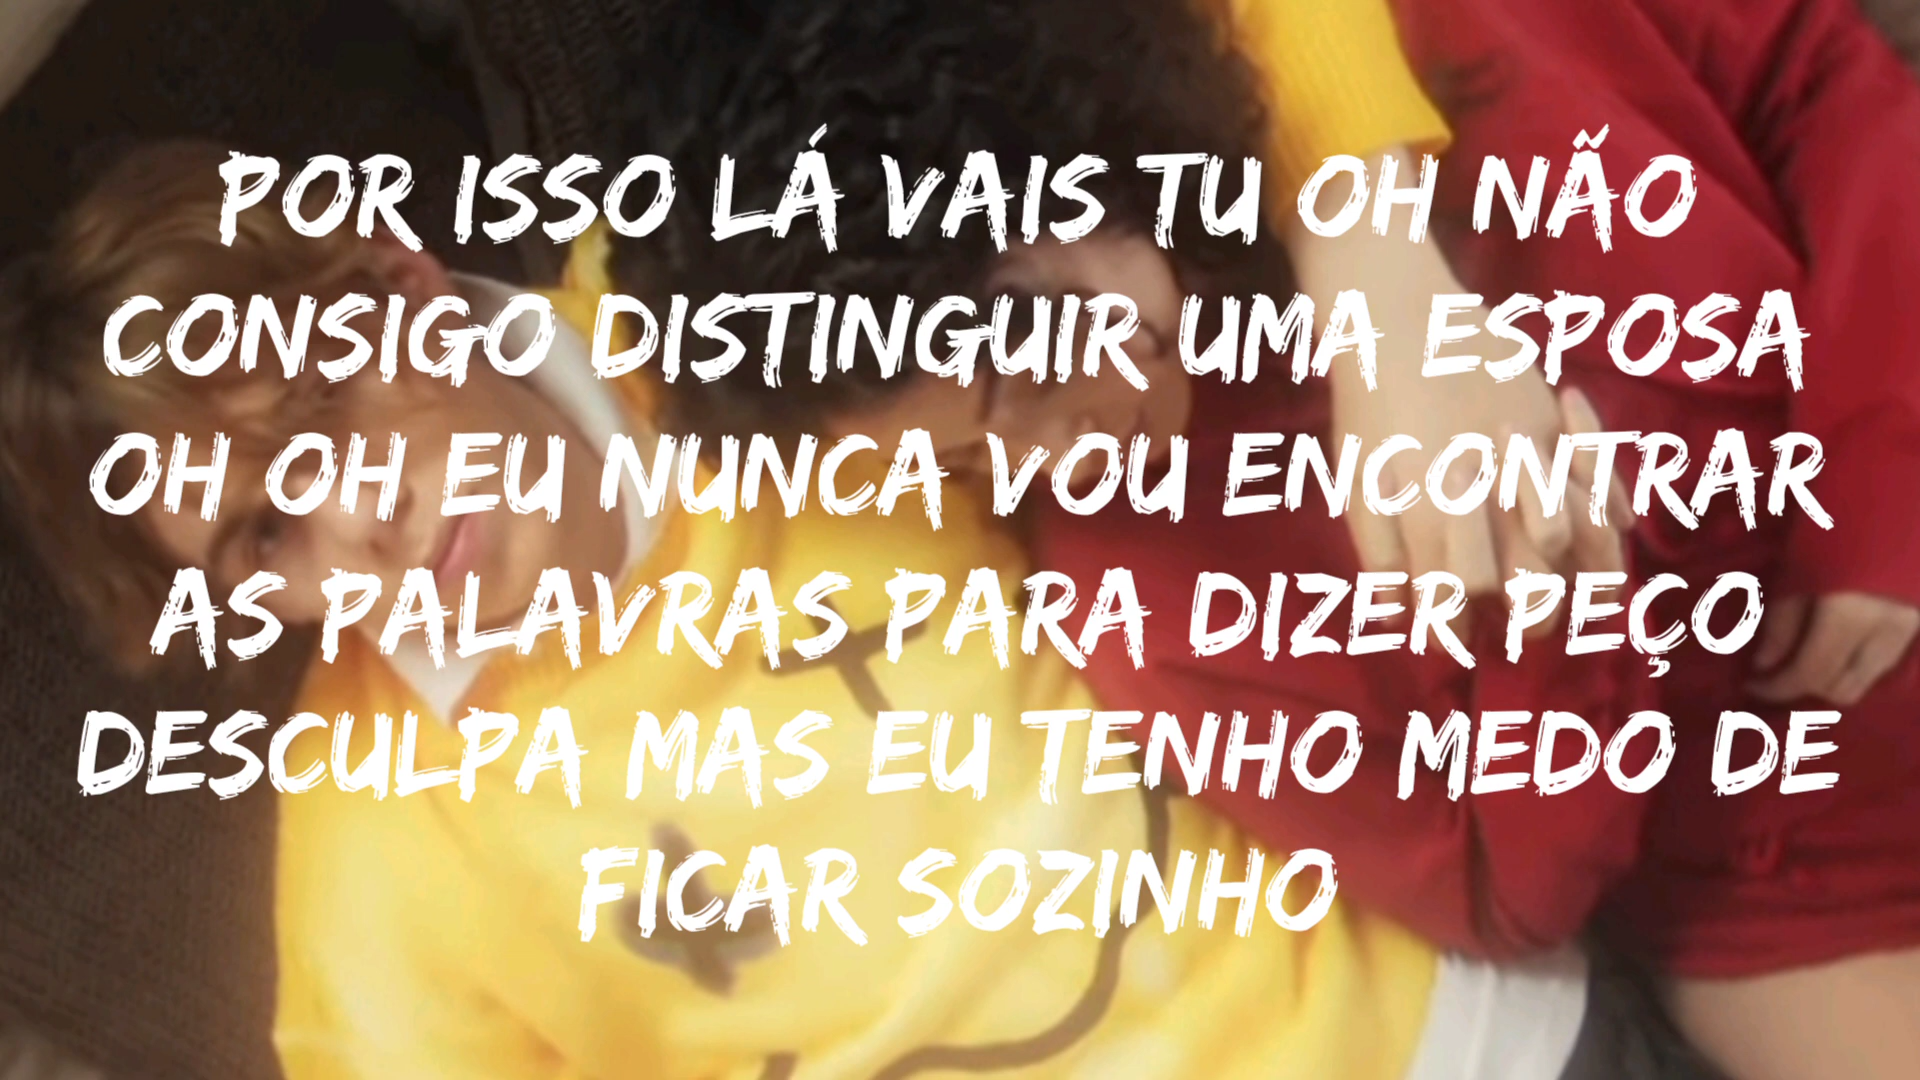 POR ISSO LÁ VAIS TU OH NÃO
CONSIGO DISTINGUIR UMA ESPOSA
OH OH EU NUNCA VOU ENCONTRAR
AS PALAVRAS PARA DIZER PEÇO
DESCULPA MAS EU TENHO MEDO DE
FICAR SOZINHO